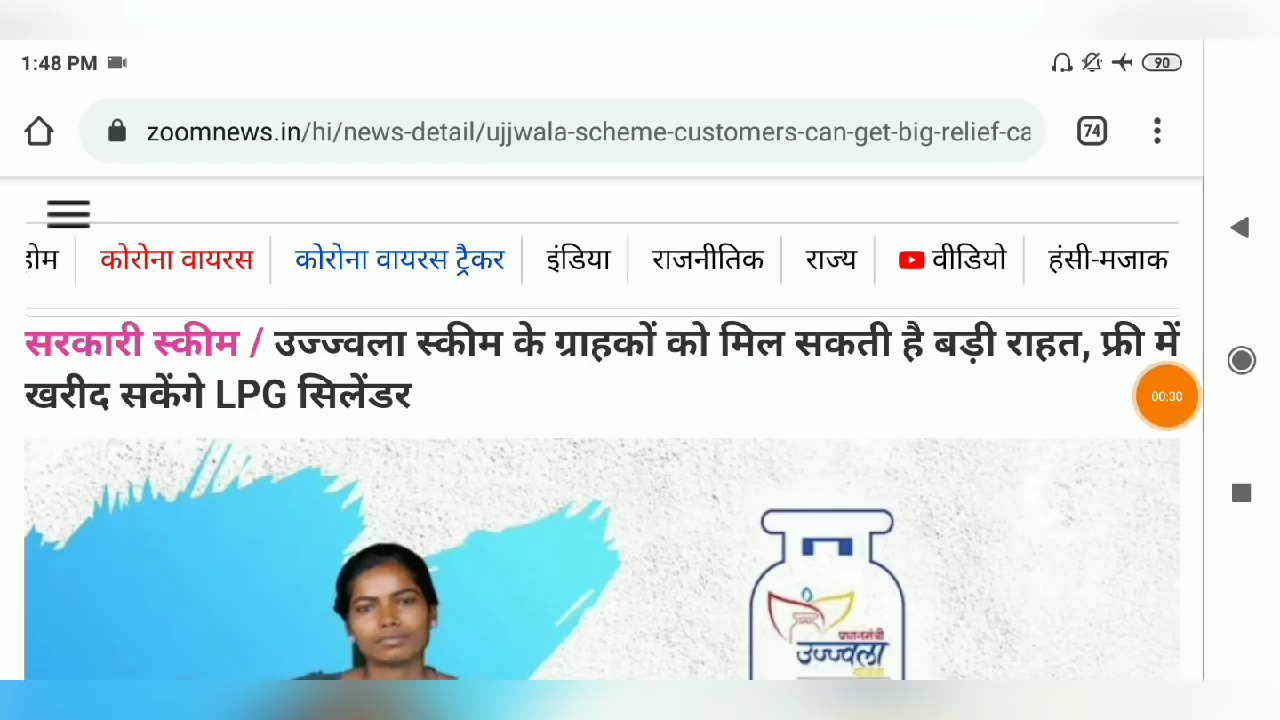 1:48 PM
90
zoomnews.in/hi/news-detail/ujjwala-scheme-customers-can-get-big-relief-ca
74
होम
कोरोना वायरस
कोरोना वायरस ट्रैकर
इंडिया
राजनीतिक
राज्य
वीडियो
हंसी-मजाक
सरकारी स्कीम / उज्ज्वला स्कीम के ग्राहकों को मिल सकती है बड़ी राहत, फ्री में
खरीद सकेंगे LPG सिलेंडर
00:30
प्रधानमंत्री
उज्ज्वला
योजना